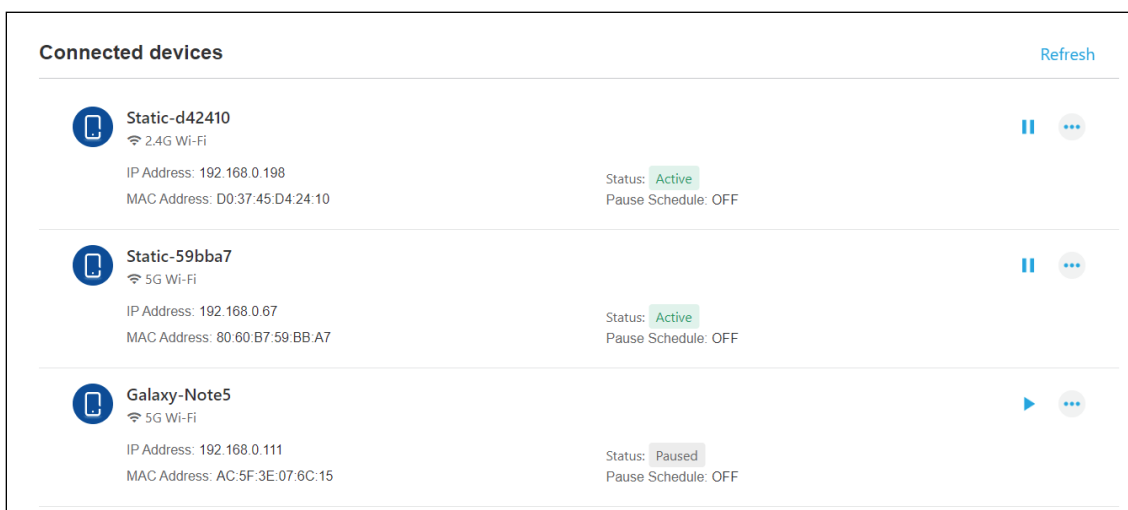 Connected devices Refresh
Static-d42410
2.4G Wi-Fi
IP Address: 192.168.0.198
Status: Active
MAC Address: D0:37:45:D4:24:10
Pause Schedule: OFF
Static-59bba7
5G Wi-Fi
IP Address: 192.168.0.67
Status: Active
MAC Address: 80:60:B7:59:BB:A7
Pause Schedule: OFF
Galaxy-Note5
5G Wi-Fi
IP Address: 192.168.0.111
Status: Paused
MAC Address: AC:5F:3E:07:6C:15
Pause Schedule: OFF